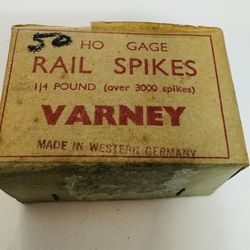 50
HO GAGE
RAIL SPIKES
1/4 POUND (over 3000 spikes)
VARNEY
MADE IN WESTERN GERMANY